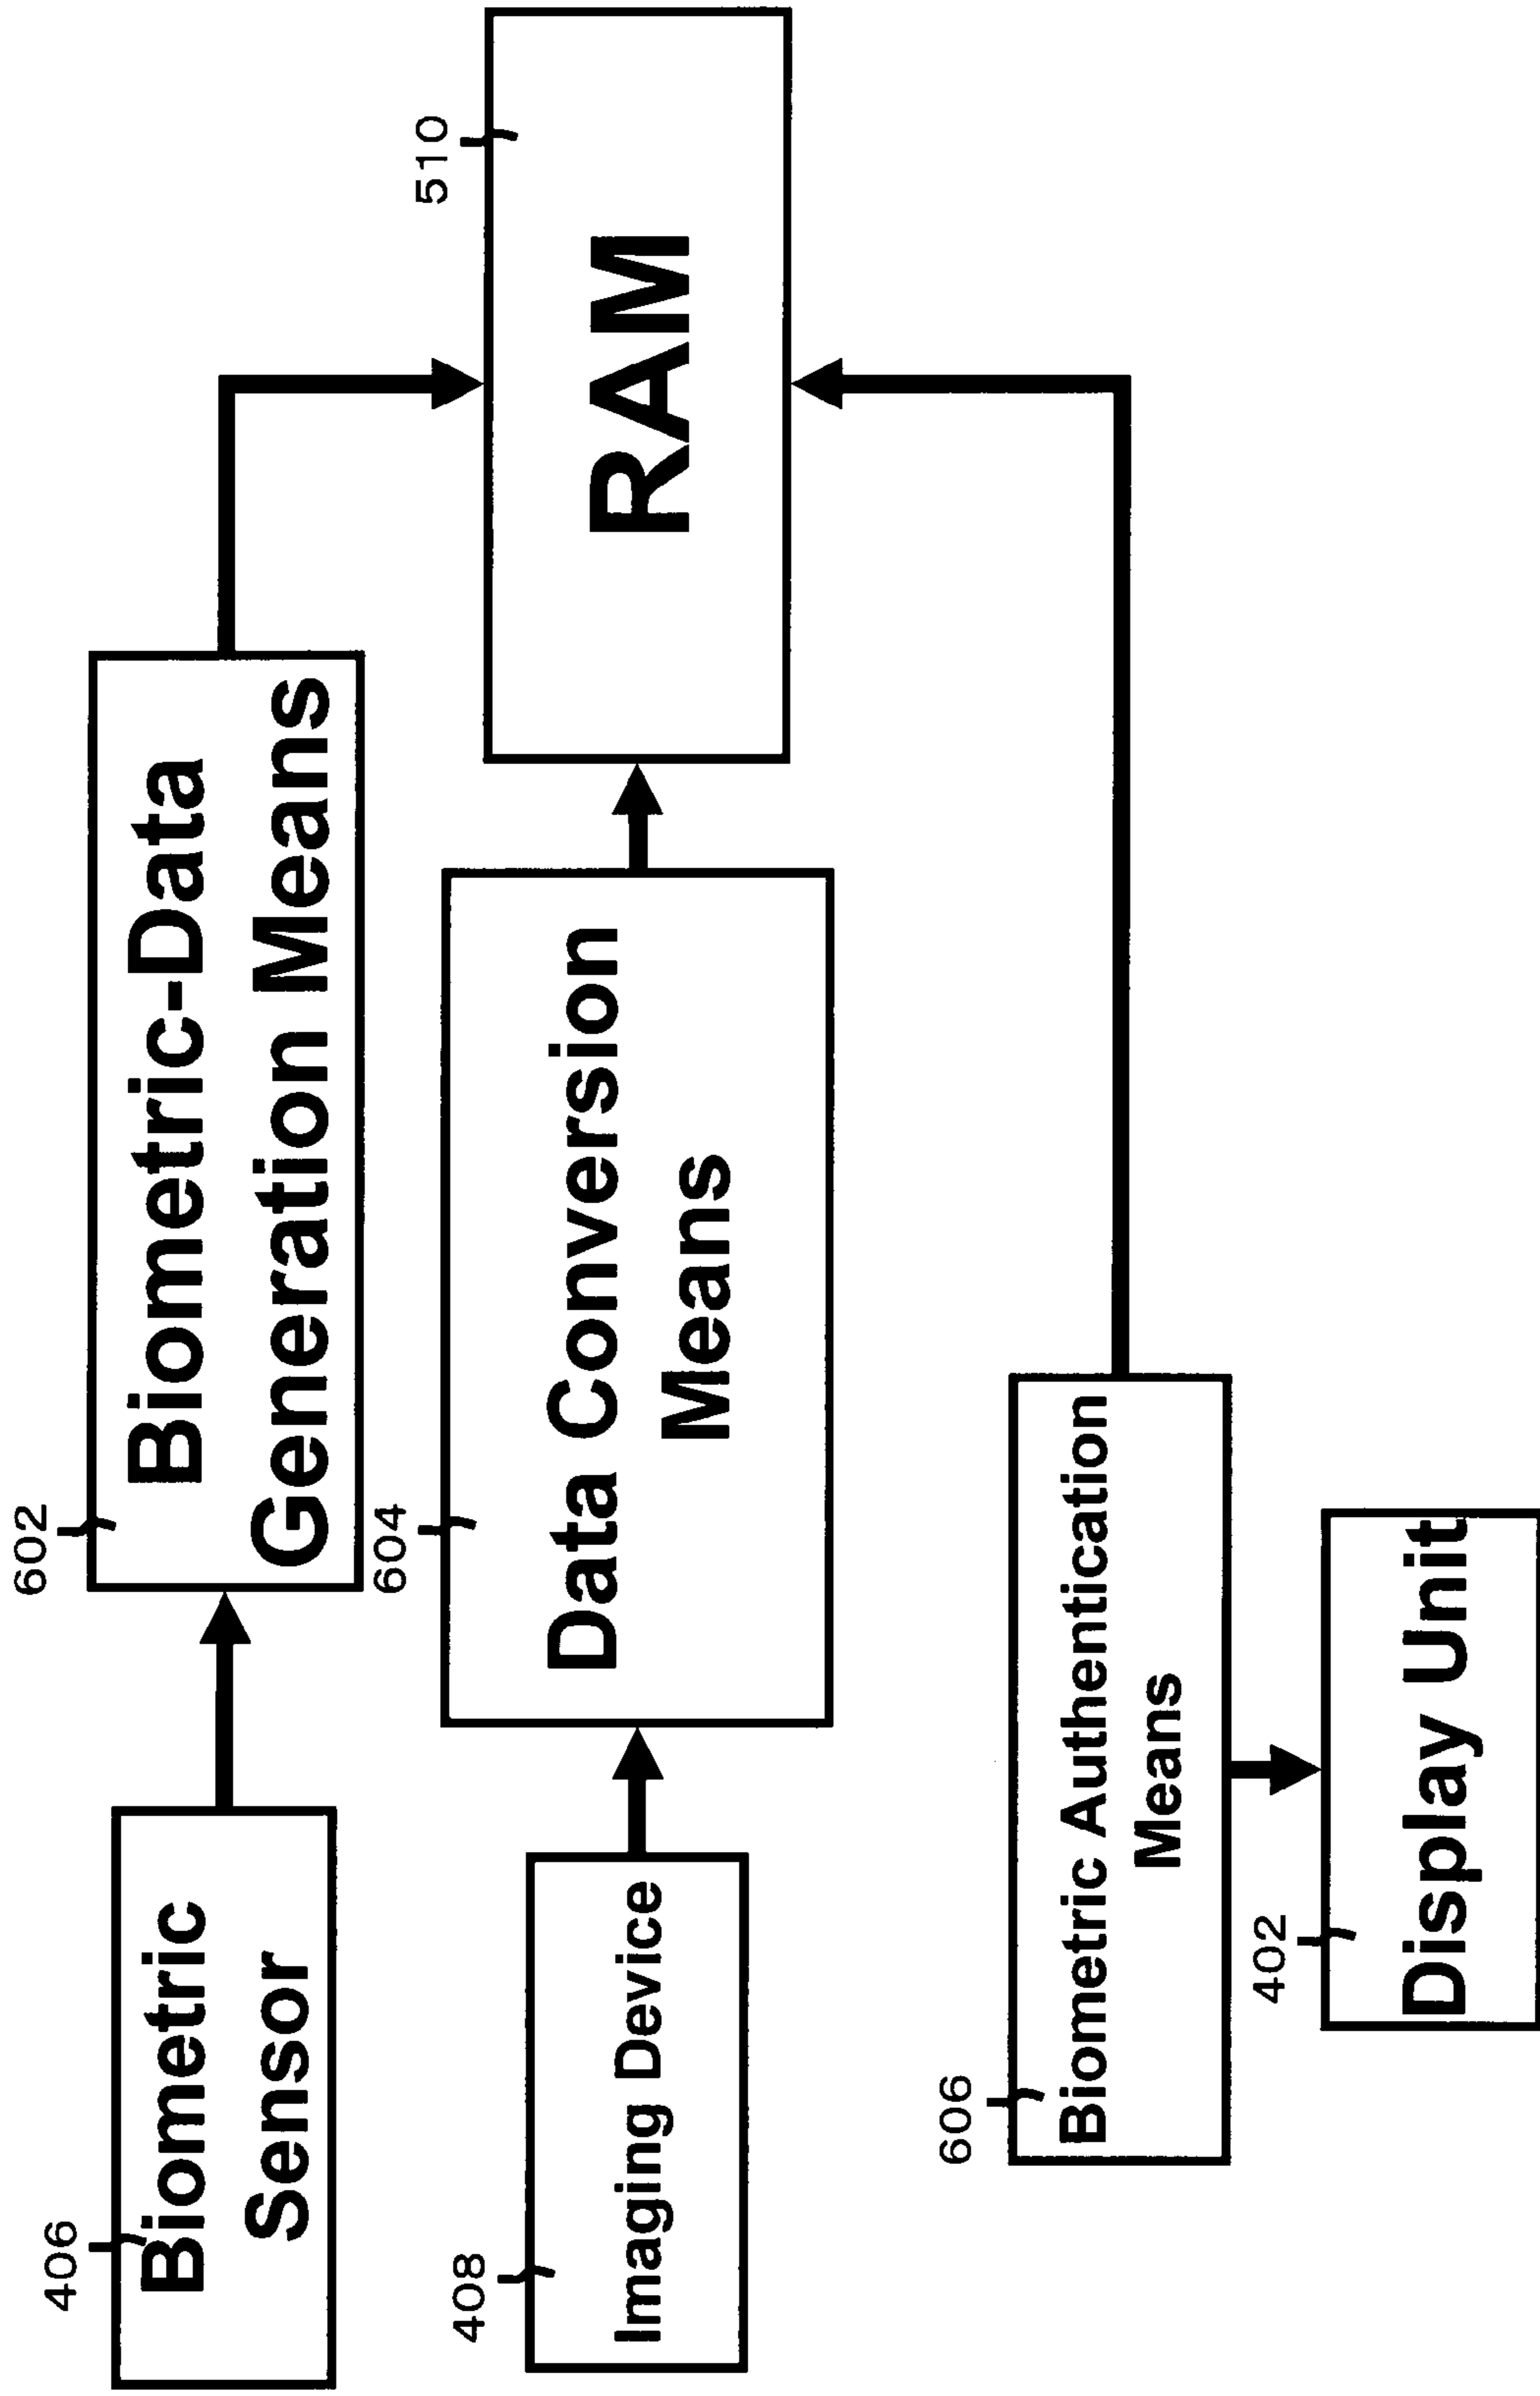 406
Biometric
Sensor
602
Biometric-Data
Generation Means
408
Imaging Device
604
Data Conversion
Means
510
RAM
606
Biometric Authentication
Means
402
Display Unit